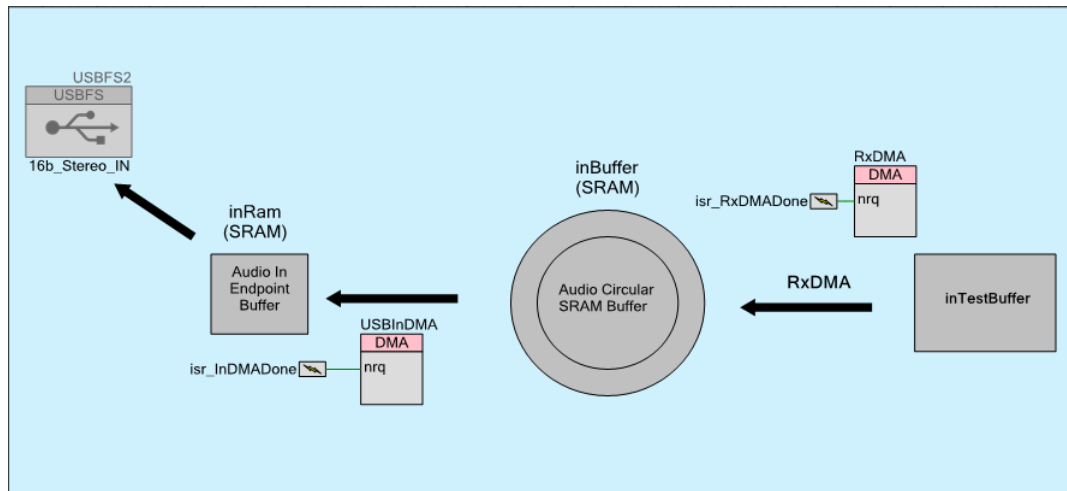 USBFS2
USBFS
16b_Stereo_IN
inRam
(SRAM)
Audio In
Endpoint
Buffer
USBInDMA
DMA
isr_InDMADone
nrq
inBuffer
(SRAM)
Audio Circular
SRAM Buffer
RxDMA
DMA
isr_RxDMADone
nrq
RxDMA
inTestBuffer